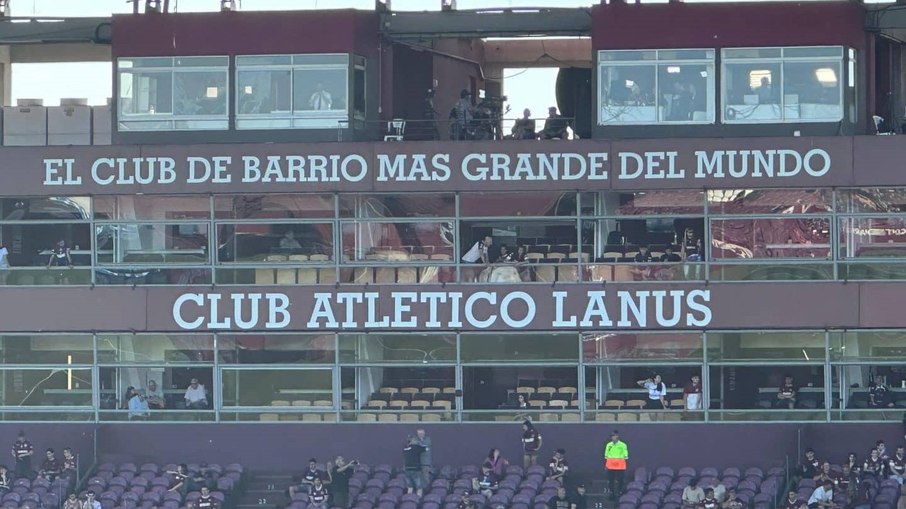 EL CLUB DE BARRIO MAS GRANDE DEL MUNDO
CLUB ATLETICO LANUS